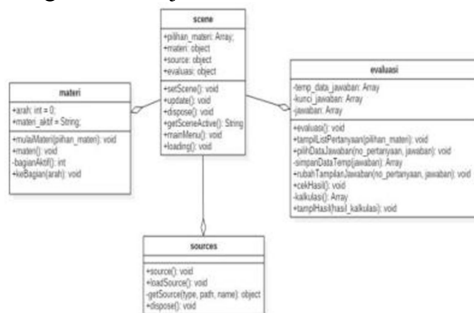 scene
+pilihan_materi: Array;
+materi: object
+source: object
+evaluasi: object
+setScene(): void
+update(): void
+dispose(): void
+getSceneActive(): String
+mainMenu(): void
+loading(): void
materi
+arah: int = 0;
+materi_aktif = String;
+mulaiMateri(pilihan_materi): void
+materi(): void
-bagianAktif(): int
+keBagian(arah): void
evaluasi
-temp_data_jawaban: Array
-kunci_jawaban: Array
-jawaban: Array
+evaluasi(): void
+tampilListPertanyaan(pilihan_materi): void
+pilihDataJawaban(no_pertanyaan, jawaban): void
-simpanDataTemp(jawaban): Array
+rubahTampilanJawaban(no_pertanyaan, jawaban): void
+cekHasil(): void
-kalkulasi(): Array
+tampilHasil(hasil_kalkulasi): void
sources
+source(): void
+loadSource(): void
-getSource(type, path, name): object
+dispose(): void